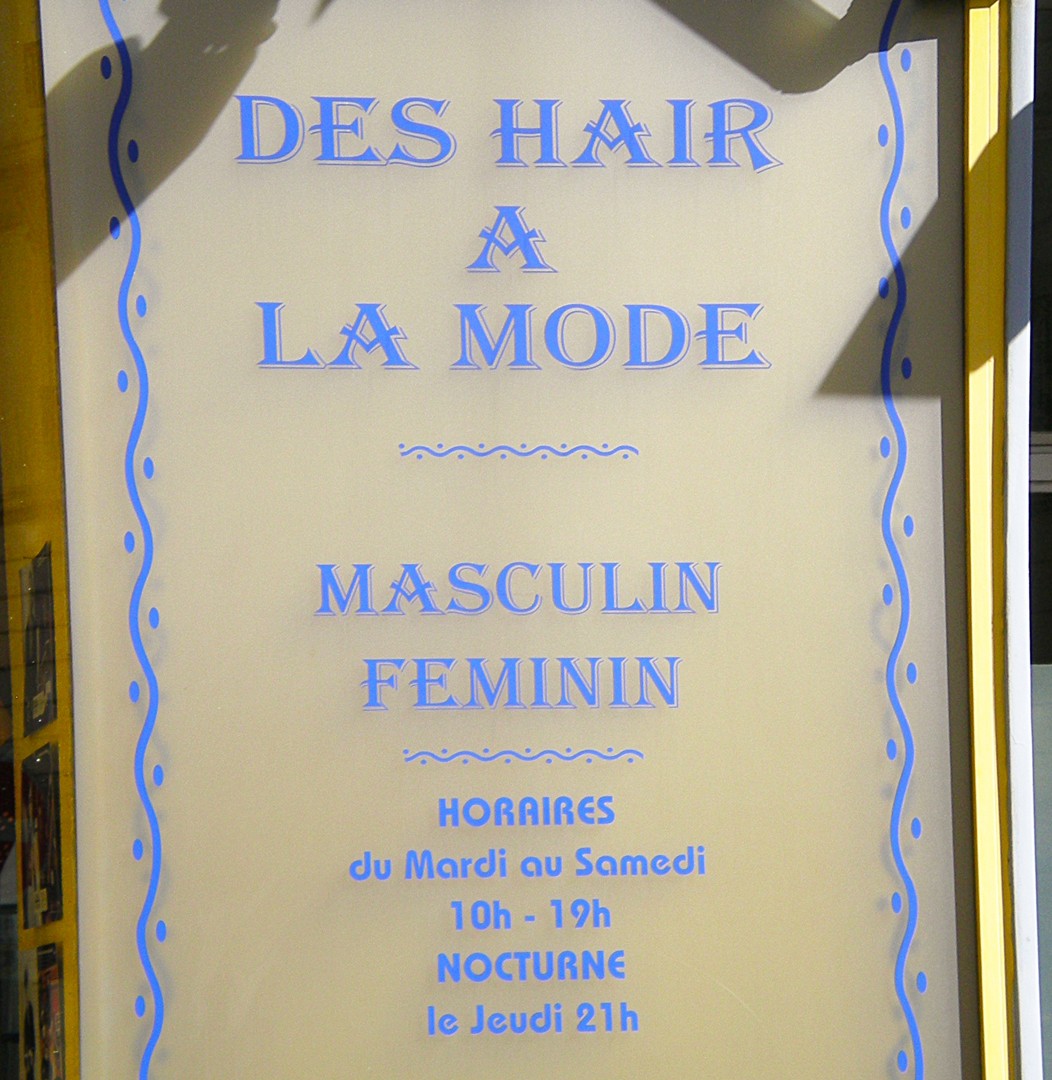 DES HAIR
A
LA MODE
MASCULIN
FEMININ
HORAIRES
du Mardi au Samedi
10h - 19h
NOCTURNE
le Jeudi 21h